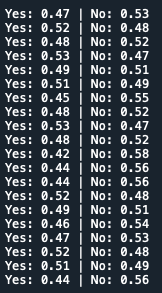 Yes: 0.47 | No: 0.53
Yes: 0.52 | No: 0.48
Yes: 0.48 | No: 0.52
Yes: 0.53 | No: 0.47
Yes: 0.49 | No: 0.51
Yes: 0.51 | No: 0.49
Yes: 0.45 | No: 0.55
Yes: 0.48 | No: 0.52
Yes: 0.53 | No: 0.47
Yes: 0.48 | No: 0.52
Yes: 0.42 | No: 0.58
Yes: 0.44 | No: 0.56
Yes: 0.44 | No: 0.56
Yes: 0.52 | No: 0.48
Yes: 0.49 | No: 0.51
Yes: 0.46 | No: 0.54
Yes: 0.47 | No: 0.53
Yes: 0.52 | No: 0.48
Yes: 0.51 | No: 0.49
Yes: 0.44 | No: 0.56